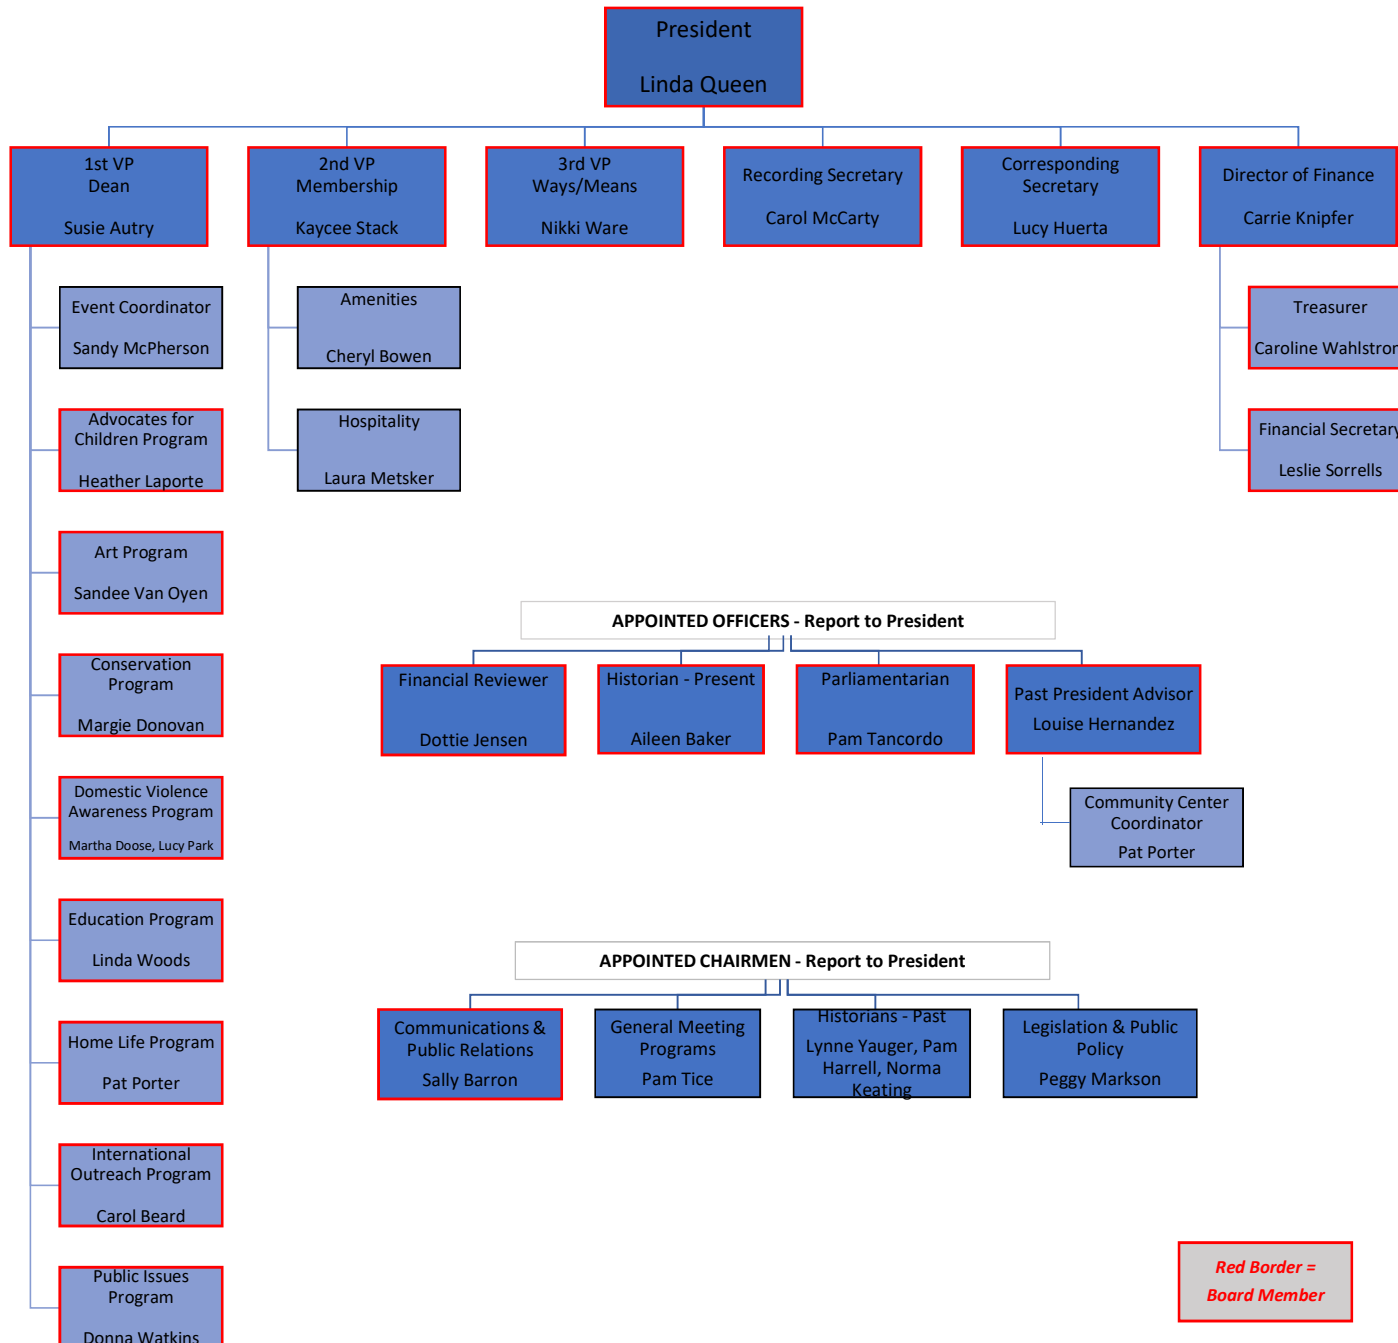 President
Linda Queen
1st VP
Dean
Susie Autry
2nd VP
Membership
Kaycee Stack
3rd VP
Ways/Means
Nikki Ware
Recording Secretary
Carol McCarty
Corresponding
Secretary
Lucy Huerta
Director of Finance
Carrie Knipfer
Event Coordinator
Sandy McPherson
Advocates for
Children Program
Heather Laporte
Art Program
Sandee Van Oyen
Conservation
Program
Margie Donovan
Domestic Violence
Awareness Program
Martha Doose, Lucy Park
Education Program
Linda Woods
Home Life Program
Pat Porter
International
Outreach Program
Carol Beard
Public Issues
Program
Donna Watkins
Amenities
Cheryl Bowen
Hospitality
Laura Metsker
Treasurer
Caroline Wahlstrom
Financial Secretary
Leslie Sorrells
APPOINTED OFFICERS - Report to President
Financial Reviewer
Dottie Jensen
Historian - Present
Aileen Baker
Parliamentarian
Pam Tancordo
Past President Advisor
Louise Hernandez
Community Center
Coordinator
Pat Porter
APPOINTED CHAIRMEN - Report to President
Communications &
Public Relations
Sally Barron
General Meeting
Programs
Pam Tice
Historians - Past
Lynne Yauger, Pam
Harrell, Norma
Keating
Legislation & Public
Policy
Peggy Markson
Red Border =
Board Member